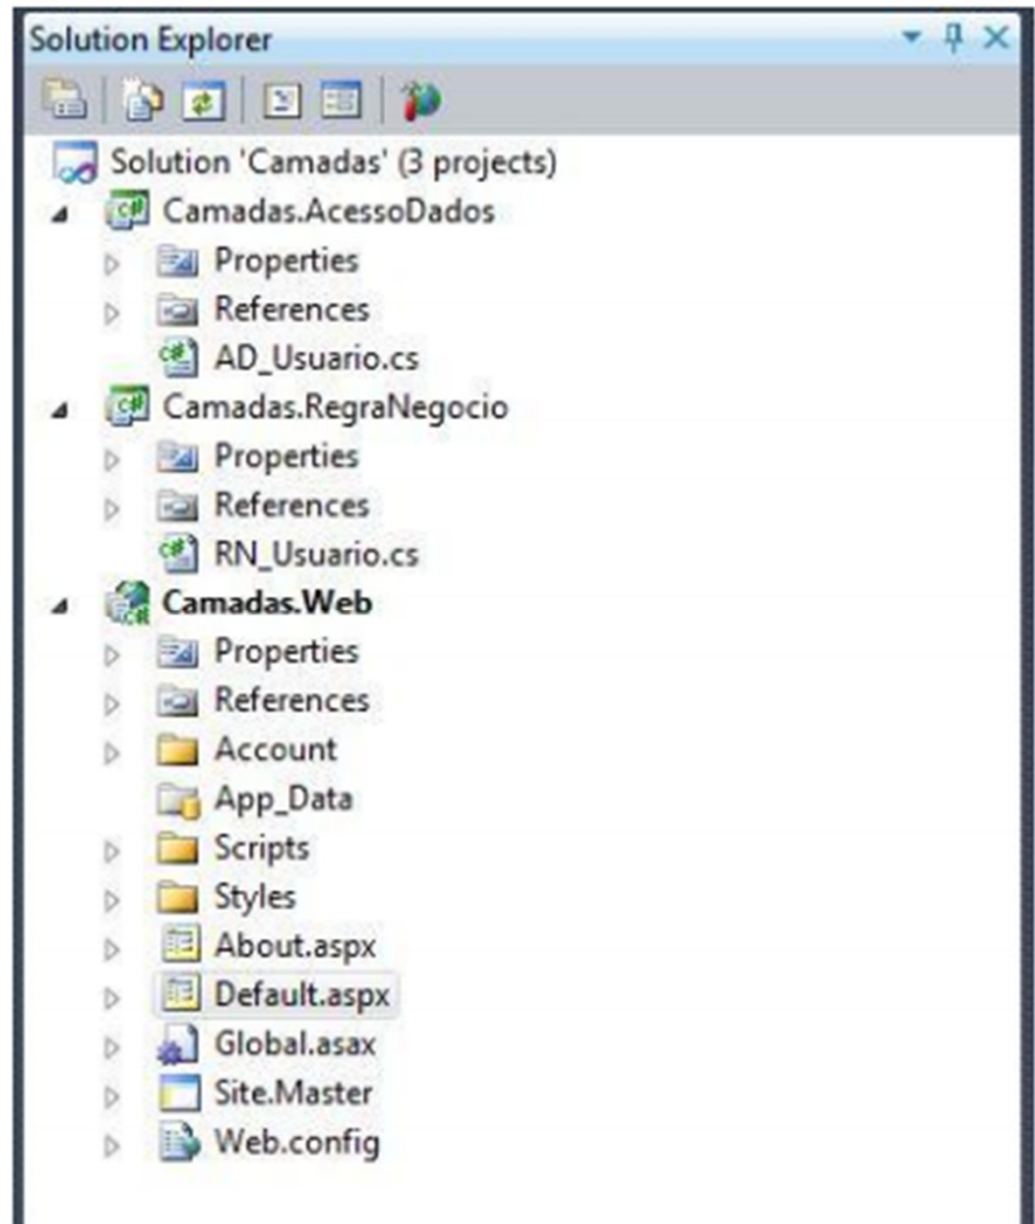 Solution Explorer
Solution 'Camadas' (3 projects)
Camadas.AcessoDados
Properties
References
AD_Usuario.cs
Camadas.RegraNegocio
Properties
References
RN_Usuario.cs
Camadas.Web
Properties
References
Account
App_Data
Scripts
Styles
About.aspx
Default.aspx
Global.asax
Site.Master
Web.config